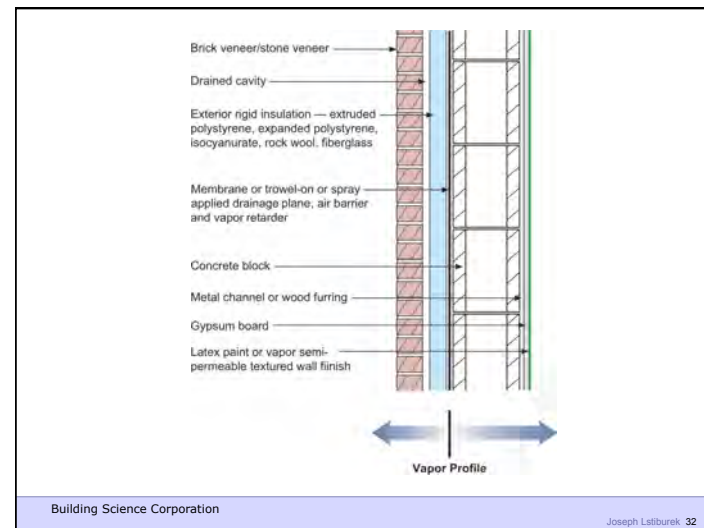 Brick veneer/stone veneer
Drained cavity
Exterior rigid insulation — extruded
polystyrene, expanded polystyrene,
isocyanurate, rock wool, fiberglass
Membrane or trowel-on or spray
applied drainage plane, air barrier
and vapor retarder
Concrete block
Metal channel or wood furring
Gypsum board
Latex paint or vapor semi-
permeable textured wall fiinish
Vapor Profile
Building Science Corporation
Joseph Lstiburek 32